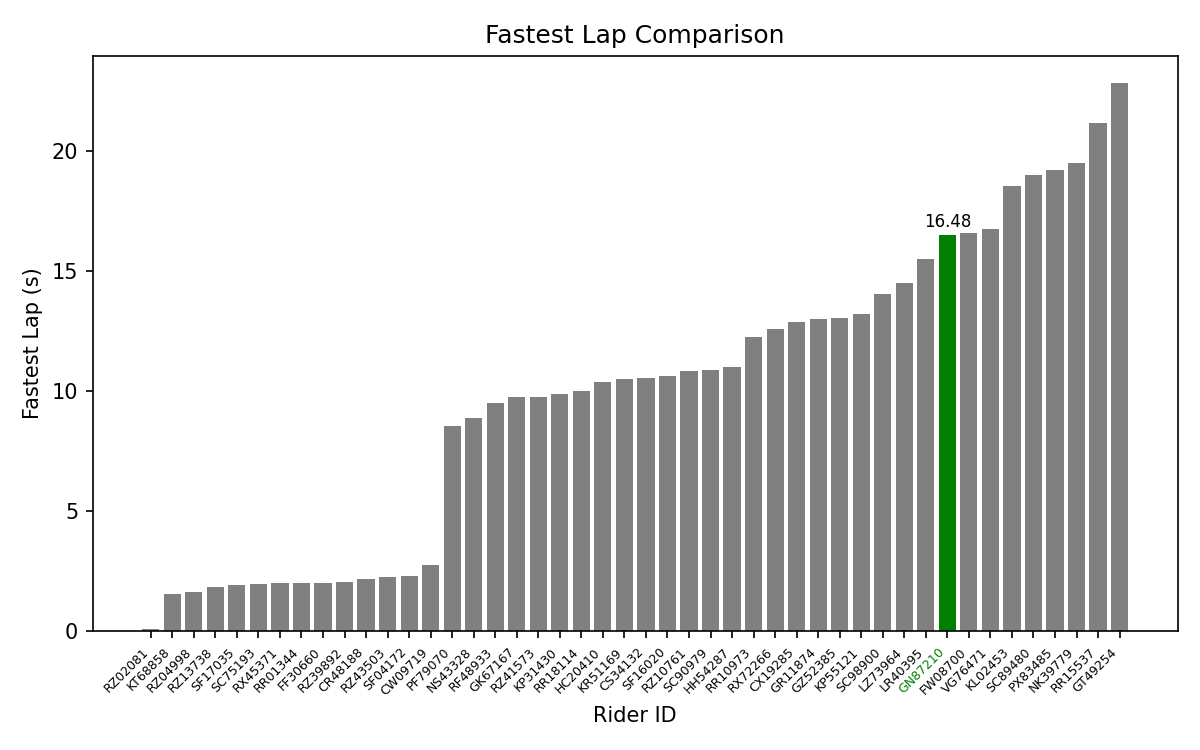 Fastest Lap Comparison
Fastest Lap (s)
20
15
10
5
0
16.48
RZ02081
KT68858
RZ04998
RZ13738
SF17035
SC75193
RX45371
RR01344
FF30660
RZ39892
CR48188
RZ43503
SF04172
CW09719
PF79070
NS43328
RF48933
GK67167
RZ41573
KP31430
RR18114
HC20410
KR51169
CS34132
SF16020
RZ10761
SC90979
HH54287
RR10973
RX72266
CX19285
GR11874
GZ52385
KP55121
SC98900
LZ73964
LR40395
GN87210
FW08700
VG76471
KL02453
SC89480
PX83485
NK39779
RR15537
GT49254
Rider ID